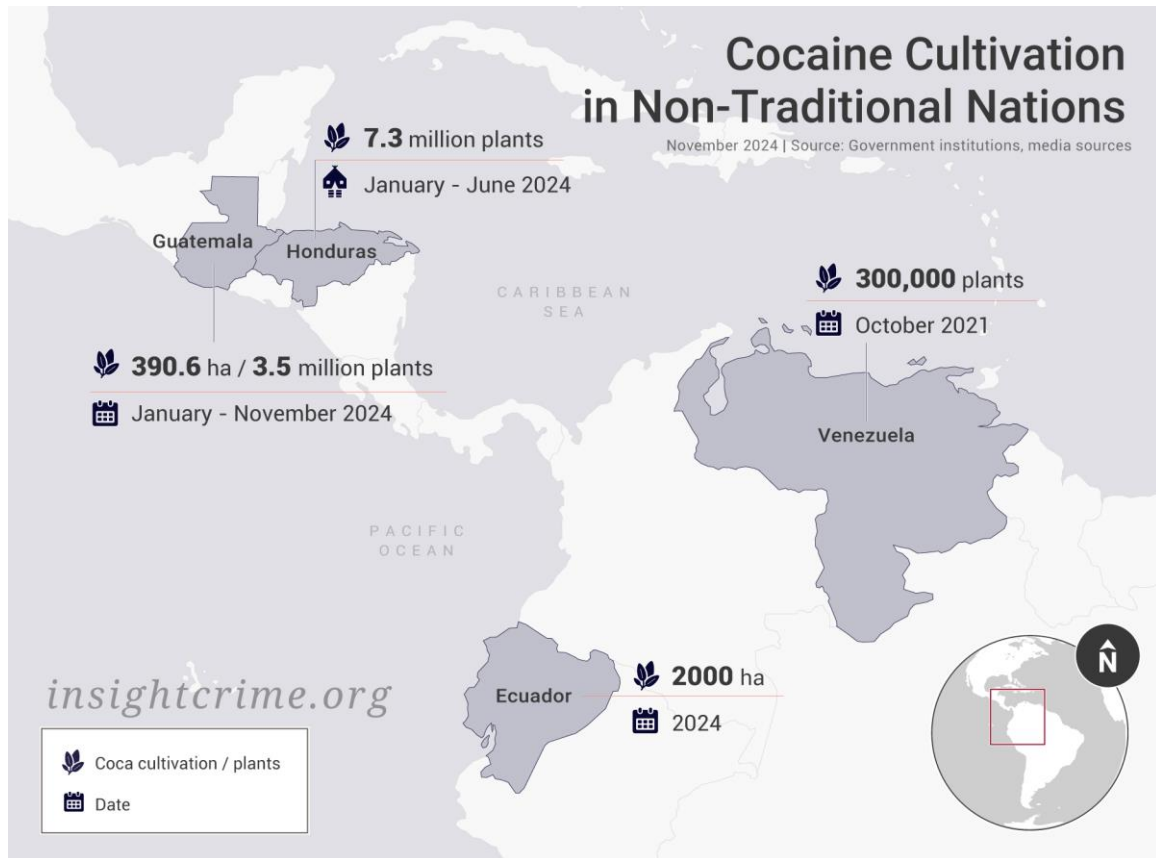 Cocaine Cultivation
in Non-Traditional Nations
November 2024 | Source: Government institutions, media sources
7.3 million plants
January - June 2024
Guatemala
Honduras
CARIBBEAN
SEA
300,000 plants
October 2021
390.6 ha / 3.5 million plants
January - November 2024
Venezuela
PACIFIC
OCEAN
Ecuador
2000 ha
2024
insightcrime.org
Coca cultivation / plants
Date
N